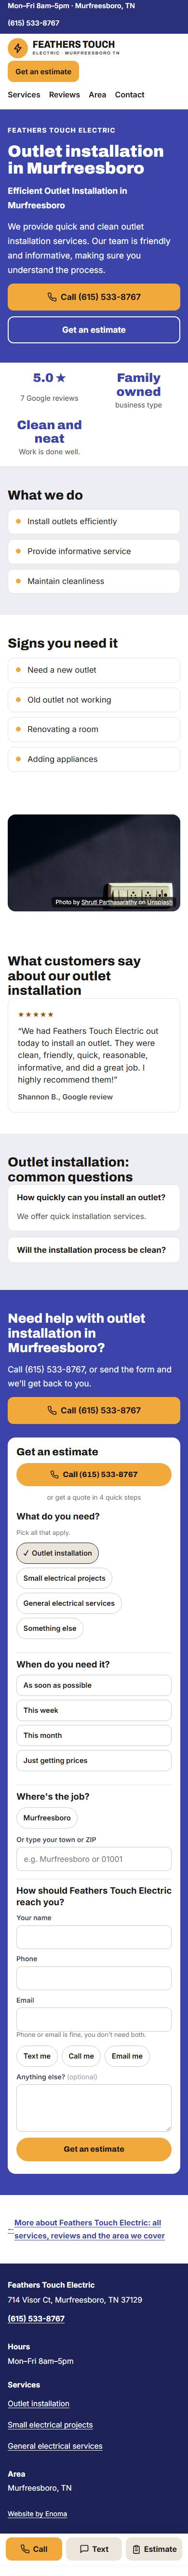 Mon–Fri 8am–5pm · Murfreesboro, TN
(615) 533-8767
FEATHERS TOUCH
ELECTRIC · MURFREESBORO TN
Get an estimate
Services Reviews Area Contact
FEATHERS TOUCH ELECTRIC
Outlet installation
in Murfreesboro
Efficient Outlet Installation in
Murfreesboro
We provide quick and clean outlet
installation services. Our team is friendly
and informative, making sure you
understand the process.
Call (615) 533-8767
Get an estimate
5.0 ★
7 Google reviews
Family
owned
business type
Clean and
neat
Work is done well.
What we do
Install outlets efficiently
Provide informative service
Maintain cleanliness
Signs you need it
Need a new outlet
Old outlet not working
Renovating a room
Adding appliances
Photo by Shruti Parthasarathy on Unsplash
What customers say
about our outlet
installation
★★★★★
“We had Feathers Touch Electric out
today to install an outlet. They were
clean, friendly, quick, reasonable,
informative, and did a great job. I
highly recommend them!”
Shannon B., Google review
Outlet installation:
common questions
How quickly can you install an outlet?
We offer quick installation services.
Will the installation process be clean?
Need help with outlet
installation in
Murfreesboro?
Call (615) 533-8767, or send the form and
we'll get back to you.
Call (615) 533-8767
Get an estimate
Call (615) 533-8767
or get a quote in 4 quick steps
What do you need?
Pick all that apply.
✓ Outlet installation
Small electrical projects
General electrical services
Something else
When do you need it?
As soon as possible
This week
This month
Just getting prices
Where's the job?
Murfreesboro
Or type your town or ZIP
e.g. Murfreesboro or 01001
How should Feathers Touch Electric
reach you?
Your name
Phone
Email
Phone or email is fine, you don't need both.
Text me Call me Email me
Anything else? (optional)
Get an estimate
← More about Feathers Touch Electric: all
services, reviews and the area we cover
Feathers Touch Electric
714 Visor Ct, Murfreesboro, TN 37129
(615) 533-8767
Hours
Mon–Fri 8am–5pm
Services
Outlet installation
Small electrical projects
General electrical services
Area
Murfreesboro, TN
Website by Enoma
Call Text Estimate